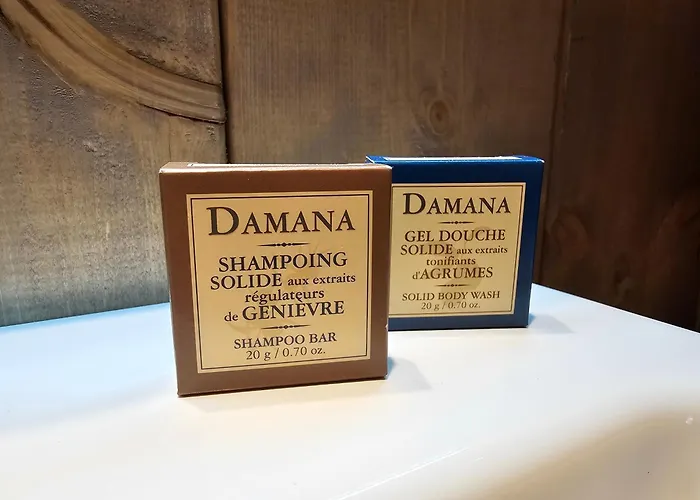 DAMANA
SHAMPOING
SOLIDE aux extraits
régulateurs
de GENIÈVRE
SHAMPOO BAR
20 g / 0.70 oz.
DAMANA
GEL DOUCHE
SOLIDE aux extraits
tonifiants
d'AGRUMES
SOLID BODY WASH
20 g / 0.70 oz.